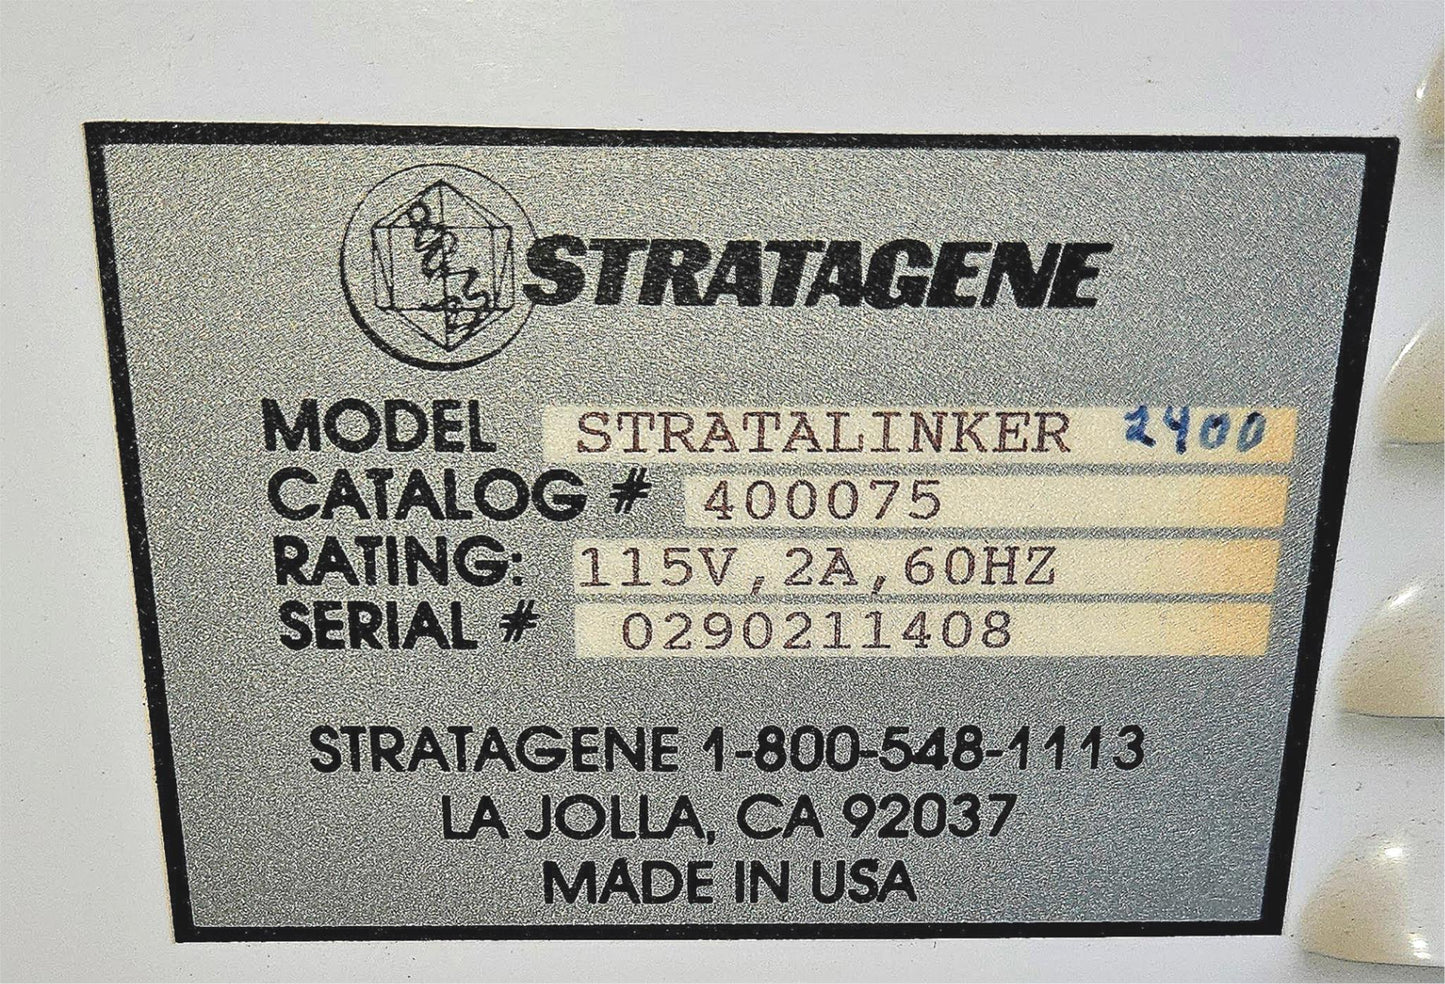 STRATAGENE
MODEL STRATALINKER 2400
CATALOG # 400075
RATING: 115V, 2A, 60HZ
SERIAL # 0290211408
STRATAGENE 1-800-548-1113
LA JOLLA, CA 92037
MADE IN USA